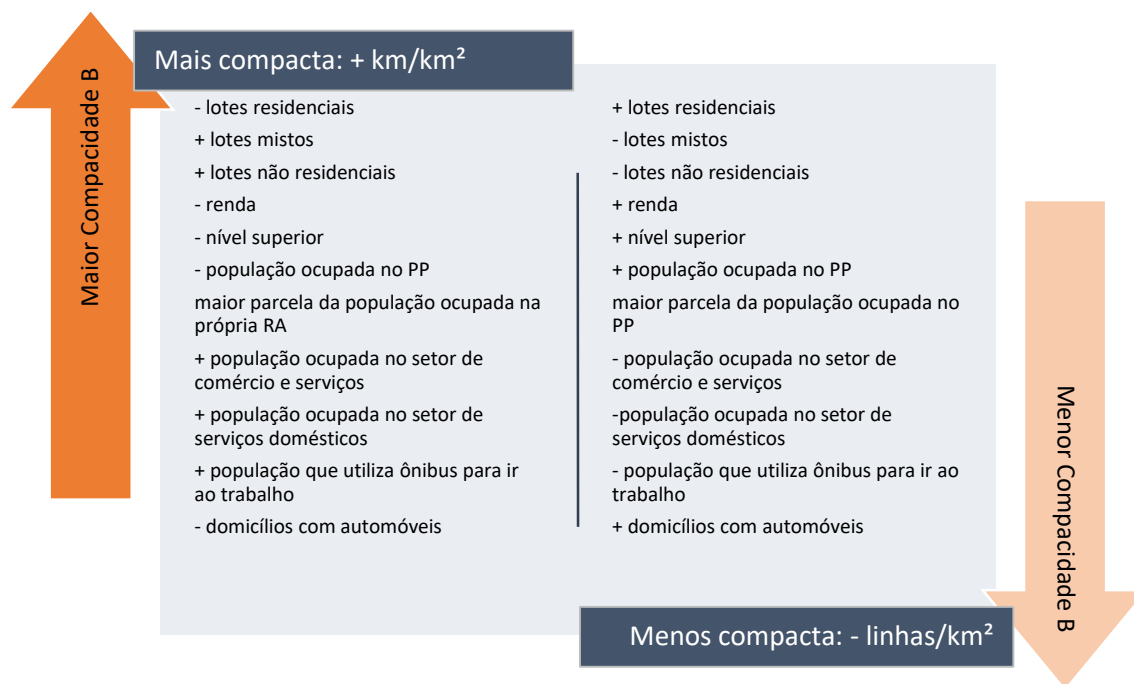 Maior Compacidade B
Mais compacta: + km/km²
- lotes residenciais
+ lotes mistos
+ lotes não residenciais
- renda
- nível superior
- população ocupada no PP
maior parcela da população ocupada na
própria RA
+ população ocupada no setor de
comércio e serviços
+ população ocupada no setor de
serviços domésticos
+ população que utiliza ônibus para ir
ao trabalho
- domicílios com automóveis
+ lotes residenciais
- lotes mistos
- lotes não residenciais
+ renda
+ nível superior
+ população ocupada no PP
maior parcela da população ocupada no
PP
- população ocupada no setor de
comércio e serviços
-população ocupada no setor de
serviços domésticos
- população que utiliza ônibus para ir ao
trabalho
+ domicílios com automóveis
Menos compacta: - linhas/km²
Menor Compacidade B